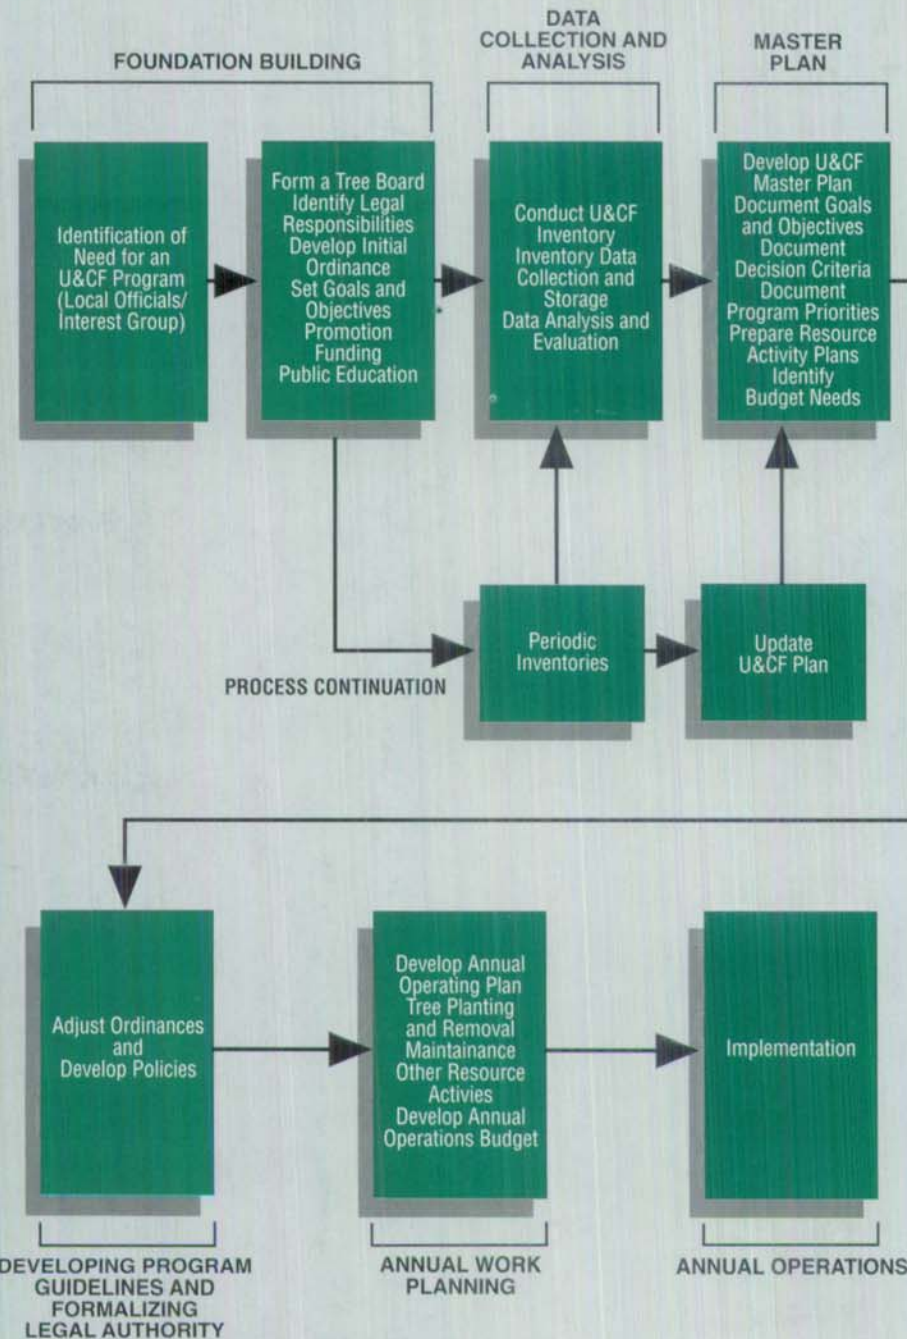 FOUNDATION BUILDING
DATA
COLLECTION AND
ANALYSIS
MASTER
PLAN
Identification of
Need for an
U&CF Program
(Local Officials/
Interest Group)
Form a Tree Board
Identify Legal
Responsibilities
Develop Initial
Ordinance
Set Goals and
Objectives
Promotion
Funding
Public Education
Conduct U&CF
Inventory
Inventory Data
Collection and
Storage
Data Analysis and
Evaluation
Develop U&CF
Master Plan
Document Goals
and Objectives
Document
Decision Criteria
Document
Program Priorities
Prepare Resource
Activity Plans
Identify
Budget Needs
PROCESS CONTINUATION
Periodic
Inventories
Update
U&CF Plan
Adjust Ordinances
and
Develop Policies
Develop Annual
Operating Plan
Tree Planting
and Removal
Maintainance
Other Resource
Activies
Develop Annual
Operations Budget
Implementation
DEVELOPING PROGRAM
GUIDELINES AND
FORMALIZING
LEGAL AUTHORITY
ANNUAL WORK
PLANNING
ANNUAL OPERATIONS